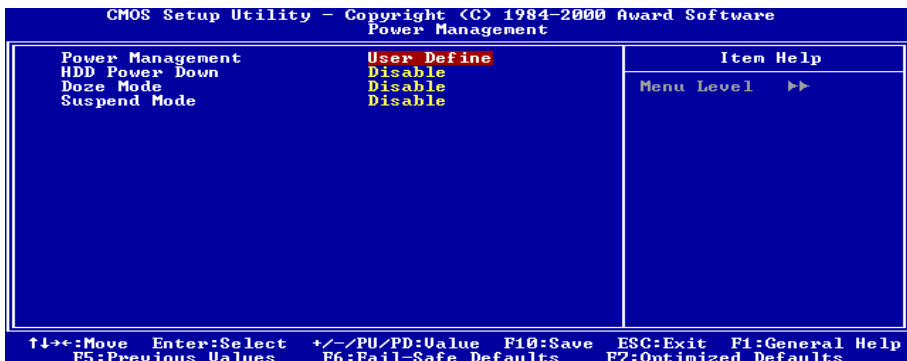 CMOS Setup Utility – Copyright (C) 1984–2000 Award Software
Power Management
Power Management User Define
HDD Power Down Disable
Doze Mode Disable
Suspend Mode Disable
Item Help
Menu Level ▶▶
↑↓→←:Move Enter:Select +/-/PU/PD:Value F10:Save ESC:Exit F1:General Help
F5:Previous Values F6:Fail-Safe Defaults F7:Optimized Defaults